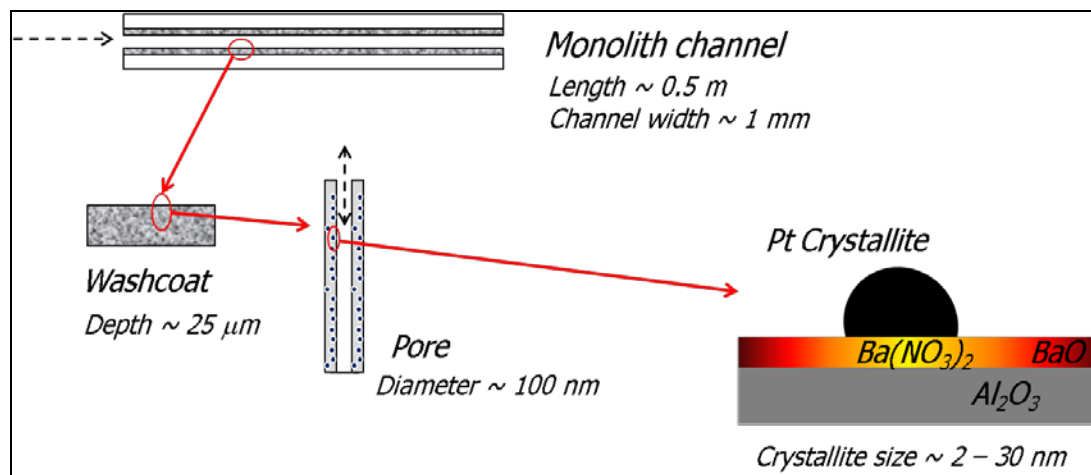 Monolith channel
Length ~ 0.5 m
Channel width ~ 1 mm
Washcoat
Depth ~ 25 μm
Pore
Diameter ~ 100 nm
Pt Crystallite
Ba(NO₃)₂ BaO
Al₂O₃
Crystallite size ~ 2 – 30 nm